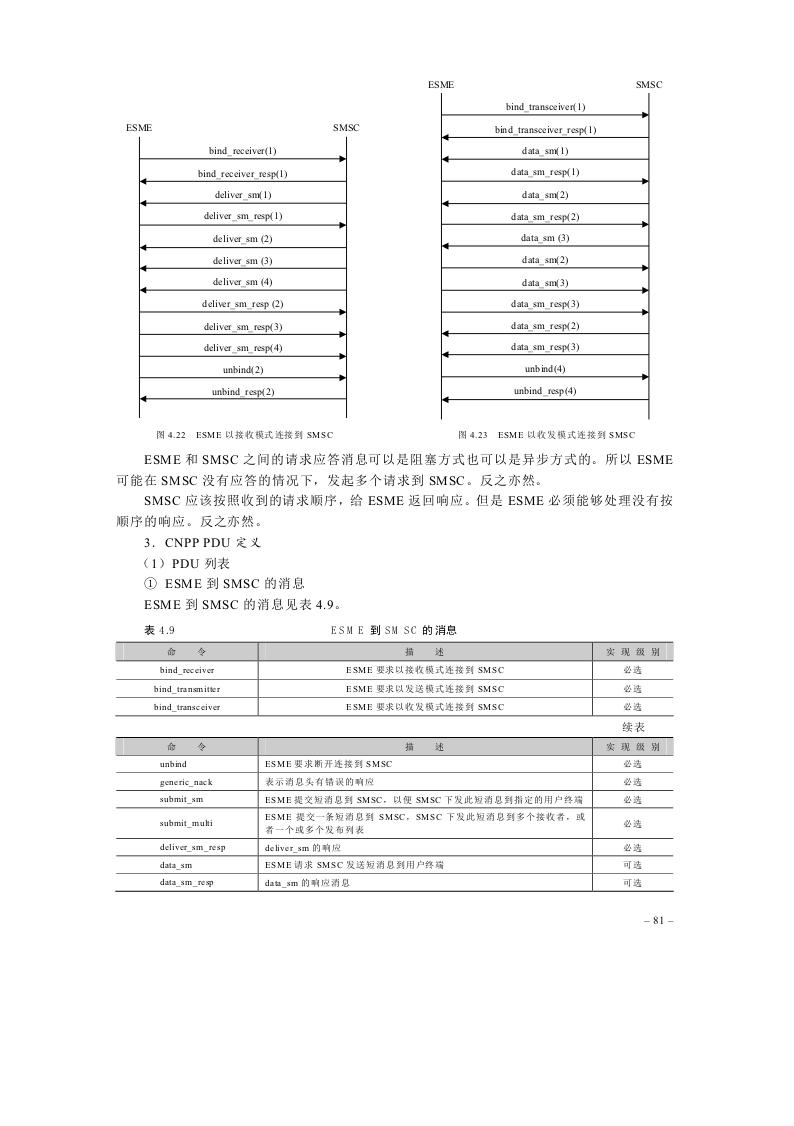 ESME SMSC
bind_receiver(1)
bind_receiver_resp(1)
deliver_sm(1)
deliver_sm_resp(1)
deliver_sm (2)
deliver_sm (3)
deliver_sm (4)
deliver_sm_resp (2)
deliver_sm_resp(3)
deliver_sm_resp(4)
unbind(2)
unbind_resp(2)
图 4.22 ESME 以接收模式连接到 SMSC
ESME SMSC
bind_transceiver(1)
bind_transceiver_resp(1)
data_sm(1)
data_sm_resp(1)
data_sm(2)
data_sm_resp(2)
data_sm (3)
data_sm(2)
data_sm(3)
data_sm_resp(3)
data_sm_resp(2)
data_sm_resp(3)
unbind(4)
unbind_resp(4)
图 4.23 ESME 以收发模式连接到 SMSC
ESME 和 SMSC 之间的请求应答消息可以是阻塞方式也可以是异步方式的。所以 ESME
可能在 SMSC 没有应答的情况下，发起多个请求到 SMSC。反之亦然。
SMSC 应该按照收到的请求顺序，给 ESME 返回响应。但是 ESME 必须能够处理没有按
顺序的响应。反之亦然。
3．CNPP PDU 定义
（1）PDU 列表
① ESME 到 SMSC 的消息
ESME 到 SMSC 的消息见表 4.9。
表 4.9 ESME 到 SMSC 的消息
命 令 描 述 实 现 级 别
bind_receiver ESME 要求以接收模式连接到 SMSC 必选
bind_transmitter ESME 要求以发送模式连接到 SMSC 必选
bind_transceiver ESME 要求以收发模式连接到 SMSC 必选
续表
命 令 描 述 实 现 级 别
unbind ESME 要求断开连接到 SMSC 必选
generic_nack 表示消息头有错误的响应 必选
submit_sm ESME 提交短消息到 SMSC，以便 SMSC 下发此短消息到指定的用户终端 必选
submit_multi ESME 提交一条短消息到 SMSC，SMSC 下发此短消息到多个接收者，或
者一个或多个发布列表 必选
deliver_sm_resp deliver_sm 的响应 必选
data_sm ESME 请求 SMSC 发送短消息到用户终端 可选
data_sm_resp data_sm 的响应消息 可选
– 81 –